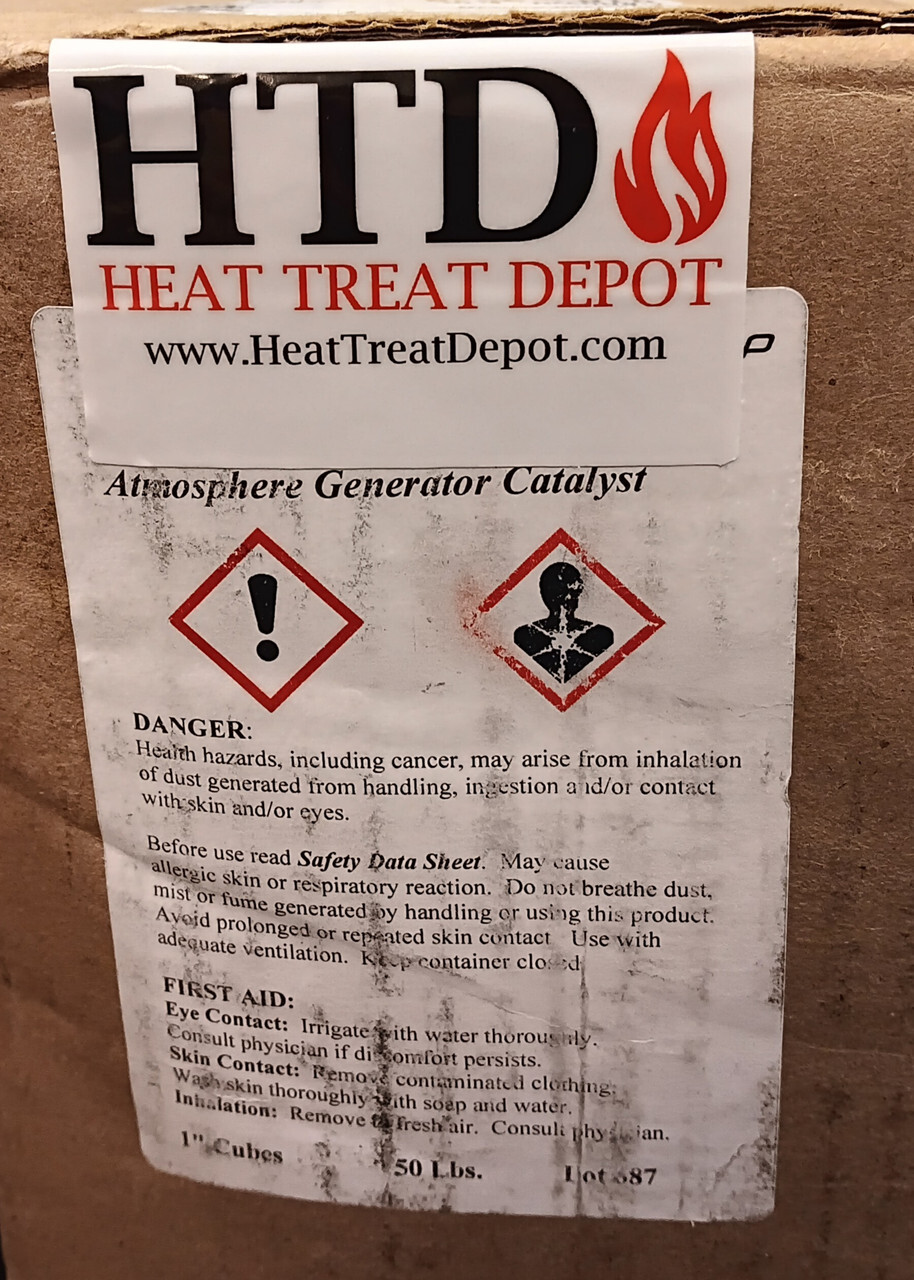 HTD
HEAT TREAT DEPOT
www.HeatTreatDepot.com
Atmosphere Generator Catalyst
DANGER:
Health hazards, including cancer, may arise from inhalation
of dust generated from handling, ingestion and/or contact
with skin and/or eyes.
Before use read Safety Data Sheet. May cause
allergic skin or respiratory reaction. Do not breathe dust,
mist or fume generated by handling or using this product.
Avoid prolonged or repeated skin contact Use with
adequate ventilation. Keep container closed
FIRST AID:
Eye Contact: Irrigate with water thoroughly.
Consult physician if discomfort persists.
Skin Contact: Remove contaminated clothing.
Wash skin thoroughly with soap and water.
Inhalation: Remove to fresh air. Consult physician.
1" Cubes 50 Lbs. Lot